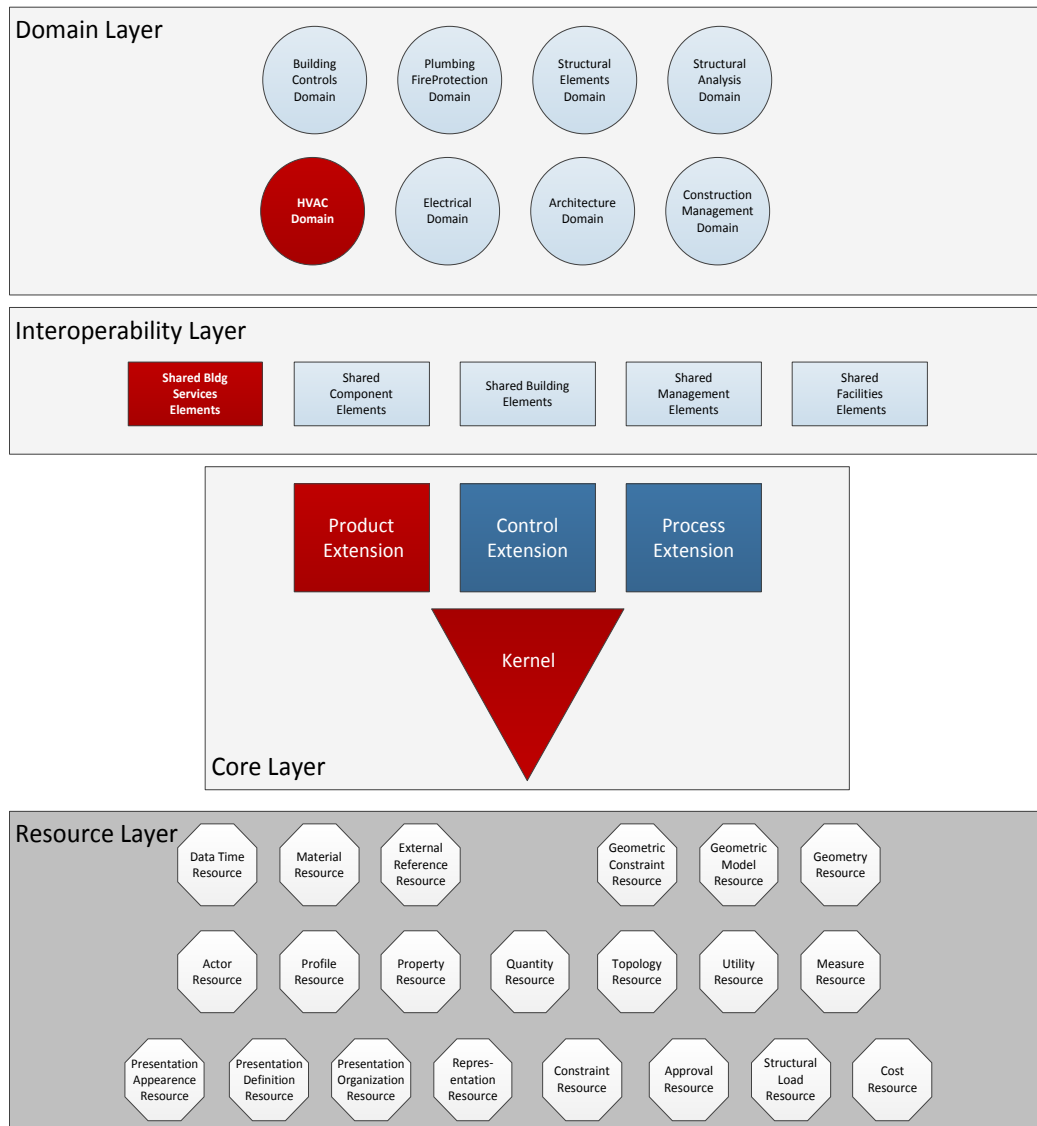 Domain Layer
Building
Controls
Domain
Plumbing
FireProtection
Domain
Structural
Elements
Domain
Structural
Analysis
Domain
HVAC
Domain
Electrical
Domain
Architecture
Domain
Construction
Management
Domain
Interoperability Layer
Shared Bldg
Services
Elements
Shared
Component
Elements
Shared Building
Elements
Shared
Management
Elements
Shared
Facilities
Elements
Product
Extension
Control
Extension
Process
Extension
Kernel
Core Layer
Resource Layer
Data Time
Resource
Material
Resource
External
Reference
Resource
Geometric
Constraint
Resource
Geometric
Model
Resource
Geometry
Resource
Actor
Resource
Profile
Resource
Property
Resource
Quantity
Resource
Topology
Resource
Utility
Resource
Measure
Resource
Presentation
Appearence
Resource
Presentation
Definition
Resource
Presentation
Organization
Resource
Repres-
entation
Resource
Constraint
Resource
Approval
Resource
Structural
Load
Resource
Cost
Resource